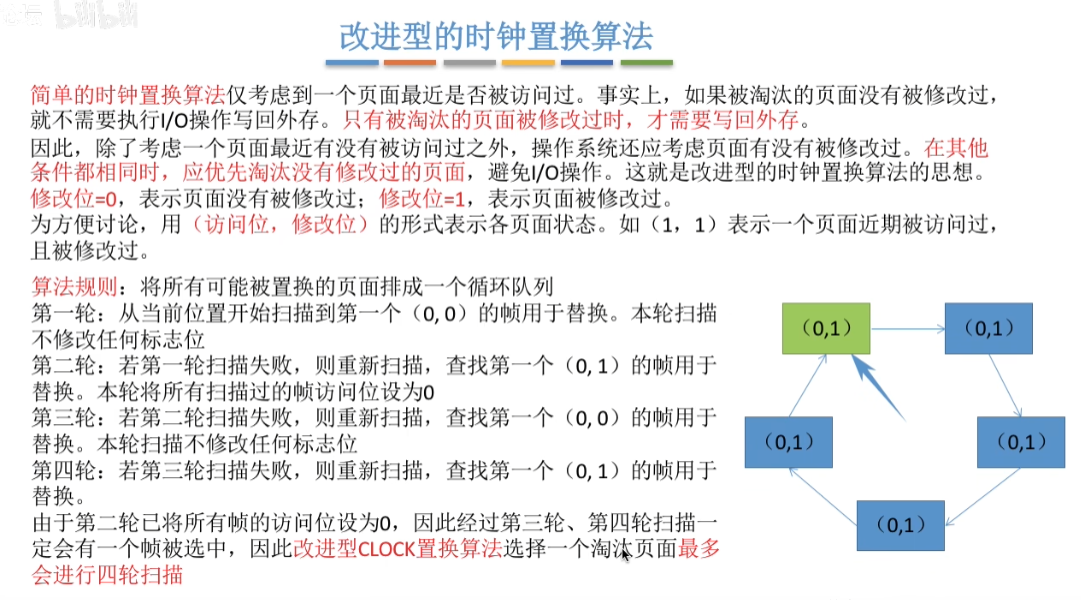 bilibili
改进型的时钟置换算法
简单的时钟置换算法仅考虑到一个页面最近是否被访问过。事实上，如果被淘汰的页面没有被修改过，
就不需要执行I/O操作写回外存。只有被淘汰的页面被修改过时，才需要写回外存。
因此，除了考虑一个页面最近有没有被访问过之外，操作系统还应考虑页面有没有被修改过。在其他
条件都相同时，应优先淘汰没有修改过的页面，避免I/O操作。这就是改进型的时钟置换算法的思想。
修改位=0，表示页面没有被修改过；修改位=1，表示页面被修改过。
为方便讨论，用（访问位，修改位）的形式表示各页面状态。如（1，1）表示一个页面近期被访问过，
且被修改过。
算法规则：将所有可能被置换的页面排成一个循环队列
第一轮：从当前位置开始扫描到第一个（0, 0）的帧用于替换。本轮扫描
不修改任何标志位
第二轮：若第一轮扫描失败，则重新扫描，查找第一个（0, 1）的帧用于
替换。本轮将所有扫描过的帧访问位设为0
第三轮：若第二轮扫描失败，则重新扫描，查找第一个（0, 0）的帧用于
替换。本轮扫描不修改任何标志位
第四轮：若第三轮扫描失败，则重新扫描，查找第一个（0, 1）的帧用于
替换。
由于第二轮已将所有帧的访问位设为0，因此经过第三轮、第四轮扫描一
定会有一个帧被选中，因此改进型CLOCK置换算法选择一个淘汰页面最多
会进行四轮扫描
（0,1）
（0,1）
（0,1）
（0,1）
（0,1）